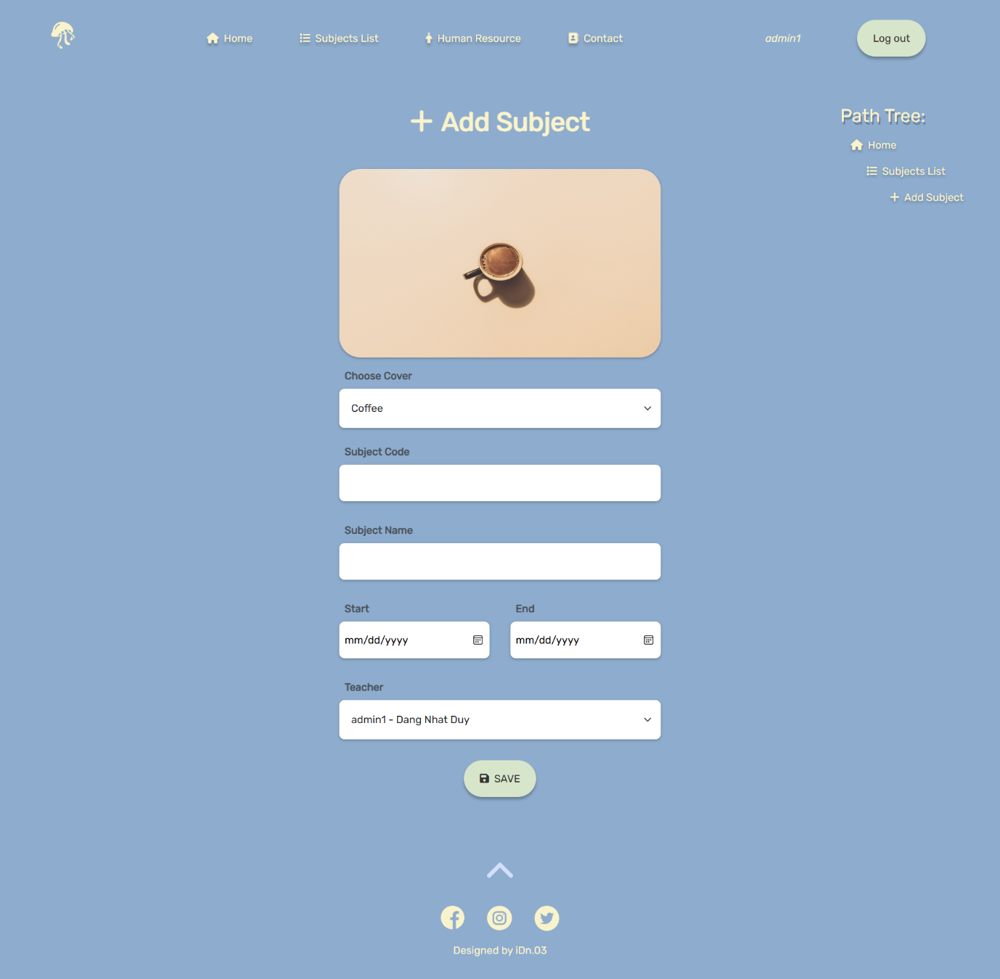 Home
Subjects List
Human Resource
Contact
admin1
Log out
Add Subject
Path Tree:
Home
Subjects List
Add Subject
Choose Cover
Coffee
Subject Code
Subject Name
Start
End
mm/dd/yyyy
mm/dd/yyyy
Teacher
admin1 - Dang Nhat Duy
SAVE
Designed by iDn.03